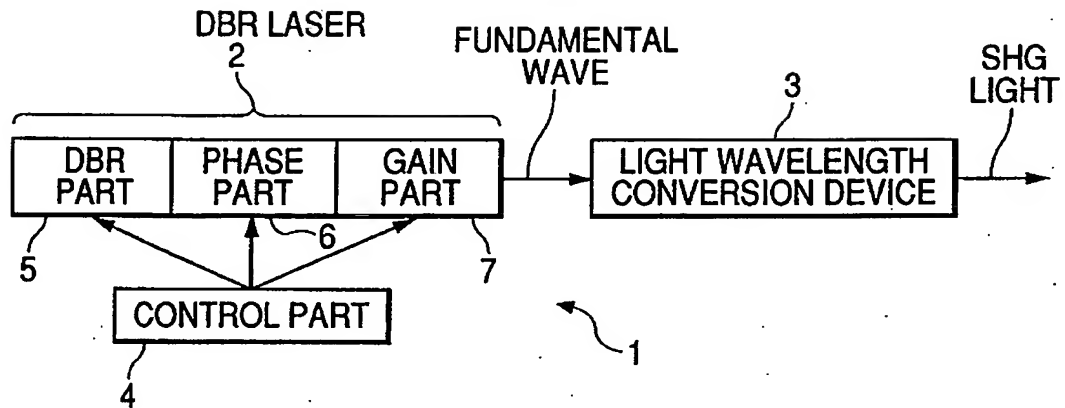 DBR LASER
2
FUNDAMENTAL
WAVE
SHG
LIGHT
3
DBR
PART
PHASE
PART
GAIN
PART
LIGHT WAVELENGTH
CONVERSION DEVICE
5
6
7
CONTROL PART
4
1